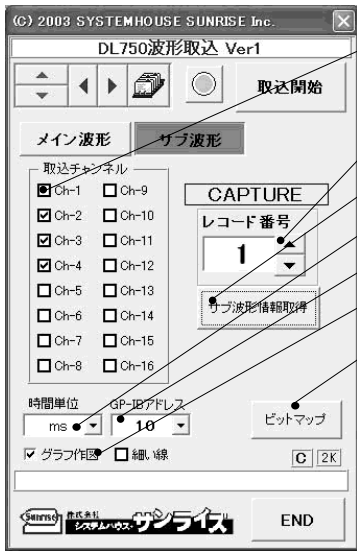 (C) 2003 SYSTEMHOUSE SUNRISE Inc.
DL750波形取込 Ver1
取込開始
メイン波形 サブ波形
取込チャンネル
Ch-1 Ch-9
Ch-2 Ch-10
Ch-3 Ch-11
Ch-4 Ch-12
Ch-5 Ch-13
Ch-6 Ch-14
Ch-7 Ch-15
Ch-8 Ch-16
CAPTURE
レコード番号
1
サブ波形情報取得
時間単位 GP-IBアドレス
ms 10
ビットマップ
グラフ作図 細い線
C 2K
Sunrise 株式会社 システムハウス・サンライズ
END